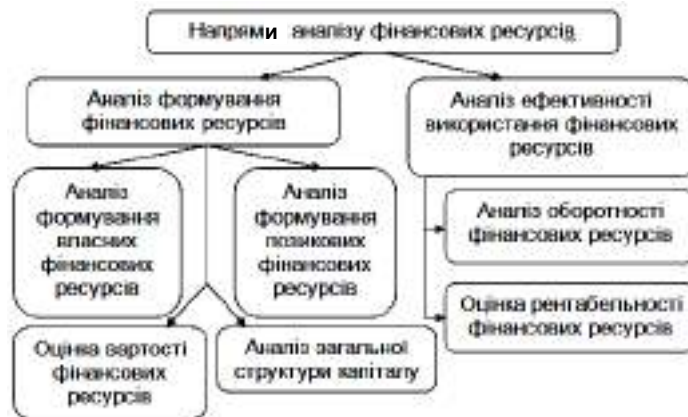 Напрями аналізу фінансових ресурсів
Аналіз формування
фінансових ресурсів
Аналіз ефективності
використання фінансових
ресурсів
Аналіз
формування
власних
фінансових
ресурсів
Аналіз
формування
позикових
фінансових
ресурсів
Аналіз оборотності
фінансових ресурсів
Оцінка рентабельності
фінансових ресурсів
Оцінка вартості
фінансових
ресурсів
Аналіз загальної
структури капіталу